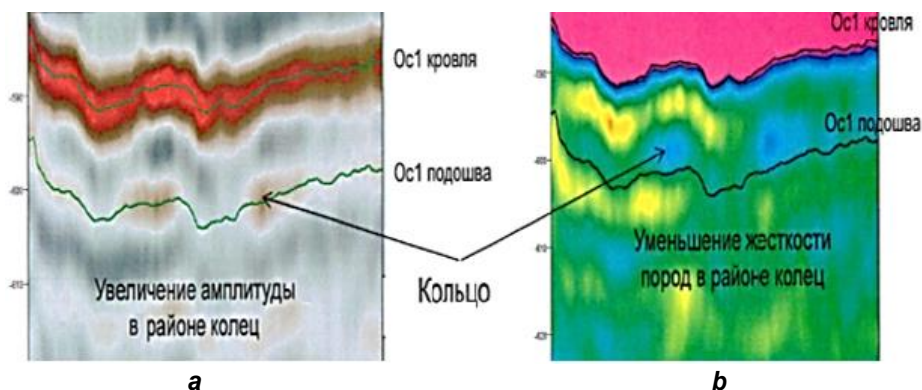 Ос1 кровля
Ос1 подошва
Увеличение амплитуды
в районе колец
Кольцо
Ос1 кровля
Ос1 подошва
Уменьшение жесткости
пород в районе колец
a
b